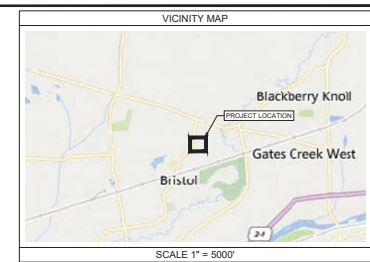 VICINITY MAP
Blackberry Knoll
PROJECT LOCATION
Gates Creek West
Bristol
24
SCALE 1" = 5000'